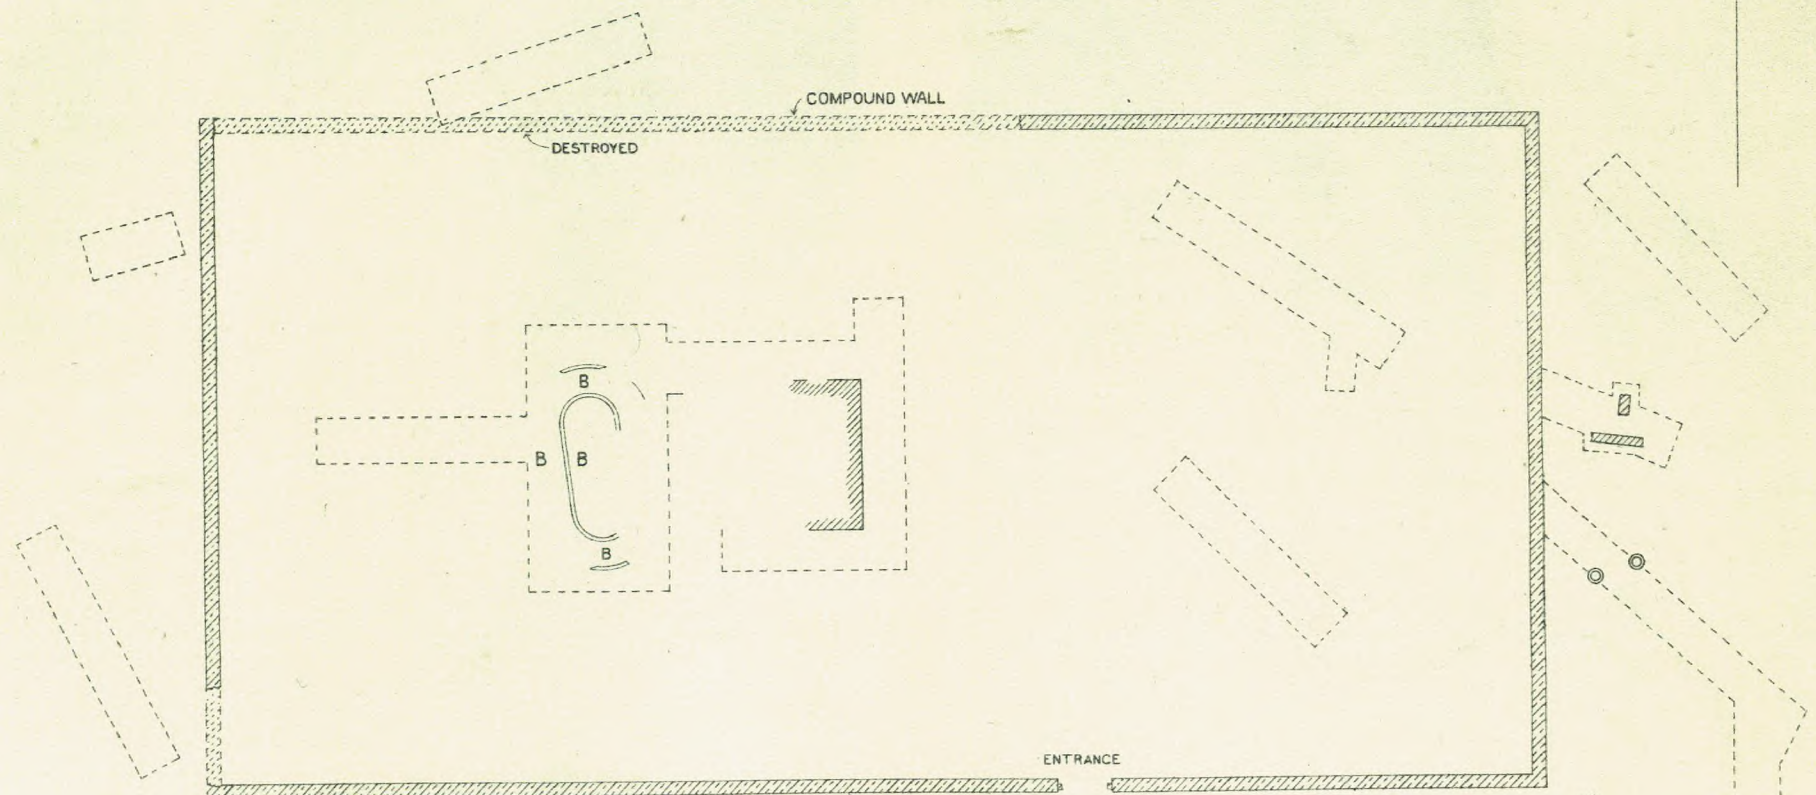 COMPOUND WALL
DESTROYED
B
B B
B
ENTRANCE